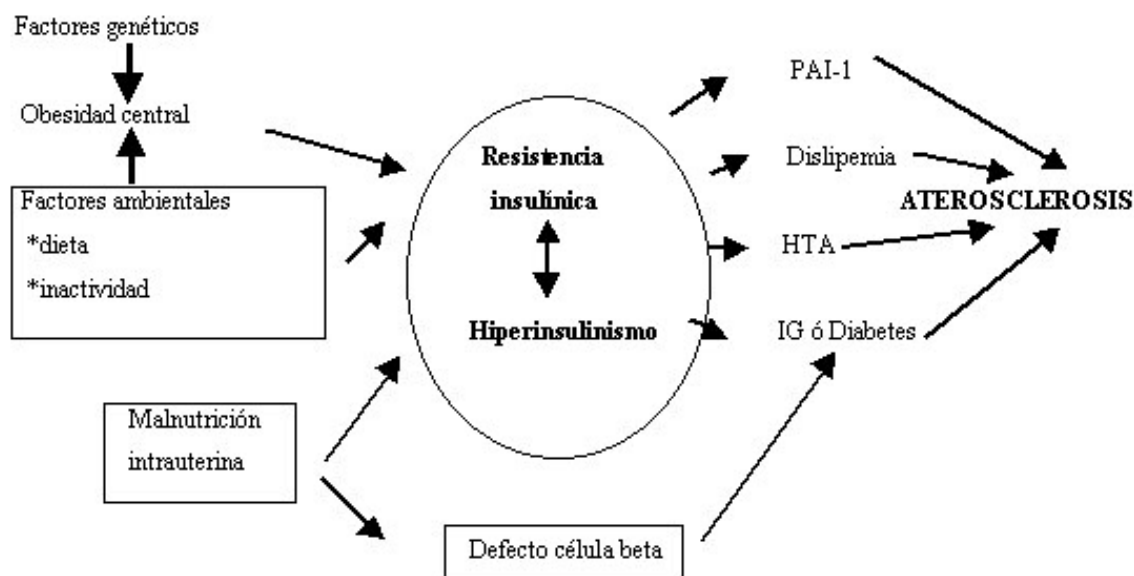 Factores genéticos
Obesidad central
Factores ambientales
*dieta
*inactividad
Malnutrición
intrauterina
Resistencia
insulínica
Hiperinsulinismo
Defecto célula beta
PAI-1
Dislipemia
HTA
IG ó Diabetes
ATEROSCLEROSIS